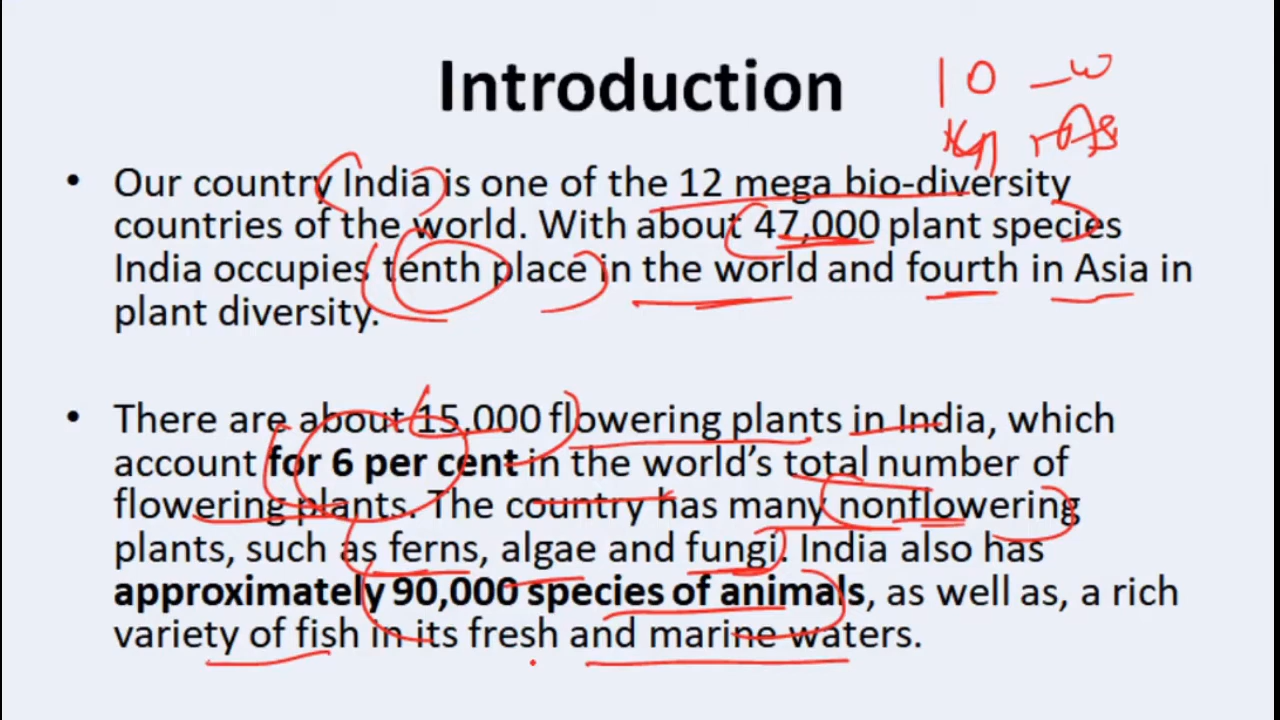 Introduction
10 – w
• Our country India is one of the 12 mega bio-diversity
countries of the world. With about 47,000 plant species
India occupies tenth place in the world and fourth in Asia in
plant diversity.
• There are about 15,000 flowering plants in India, which
account for 6 per cent in the world's total number of
flowering plants. The country has many nonflowering
plants, such as ferns, algae and fungi. India also has
approximately 90,000 species of animals, as well as, a rich
variety of fish in its fresh and marine waters.